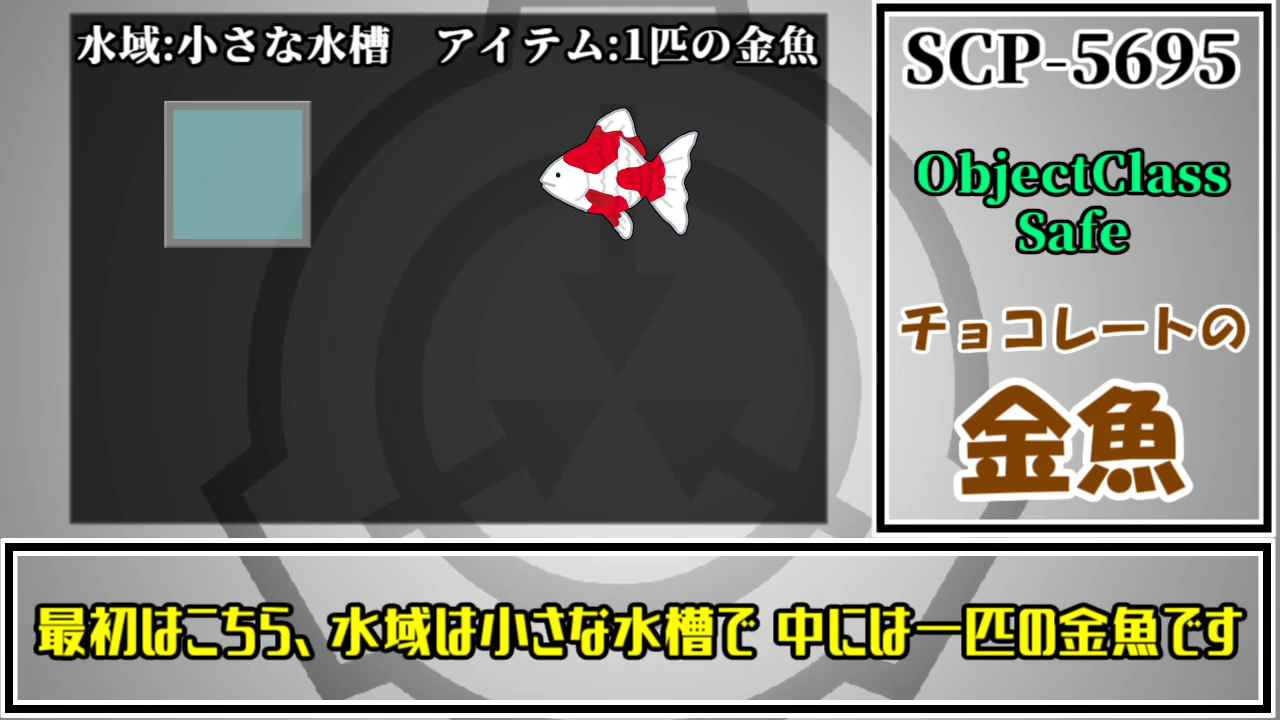 水域:小さな水槽 アイテム:1匹の金魚
SCP-5695
ObjectClass
Safe
チョコレートの
金魚
最初はこちら、水域は小さな水槽で 中には一匹の金魚です